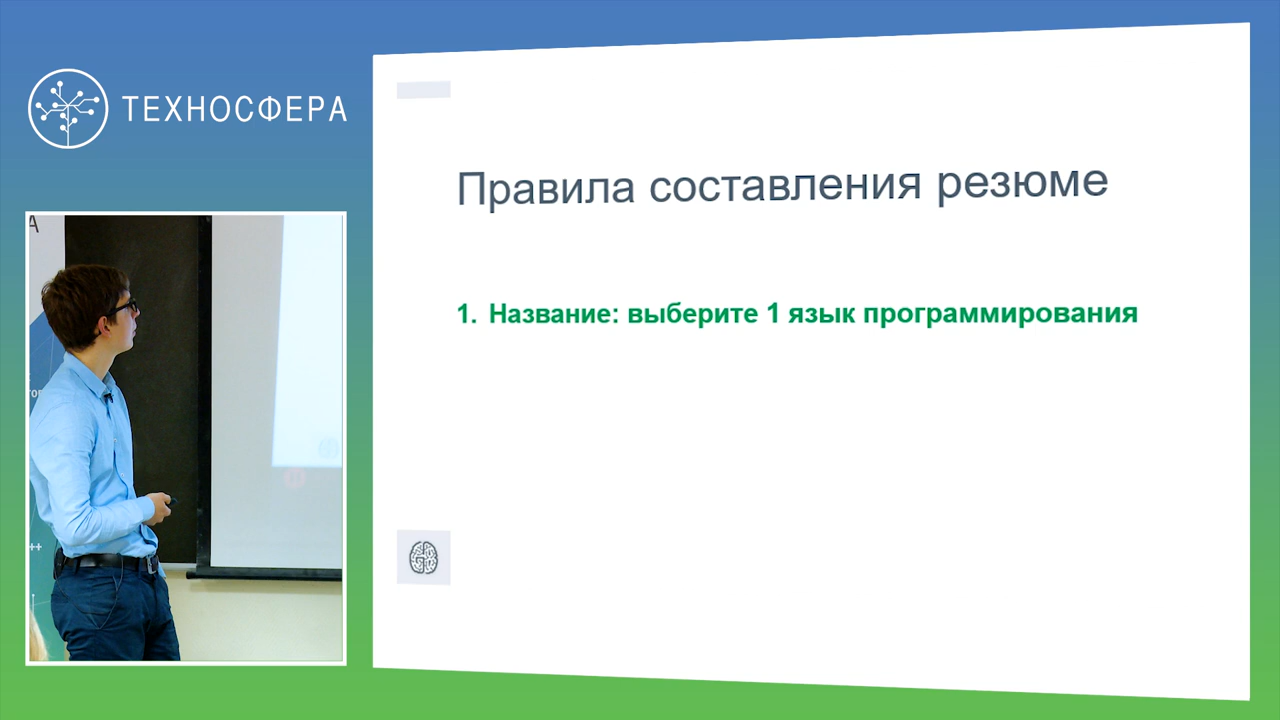 ТЕХНОСФЕРА
Правила составления резюме
1. Название: выберите 1 язык программирования
А
++